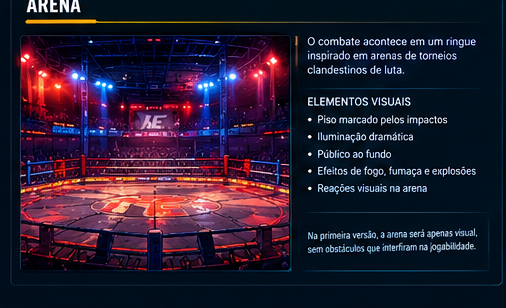 ARENA
O combate acontece em um ringue
inspirado em arenas de torneios
clandestinos de luta.
ELEMENTOS VISUAIS
• Piso marcado pelos impactos
• Iluminação dramática
• Público ao fundo
• Efeitos de fogo, fumaça e explosões
• Reações visuais na arena
Na primeira versão, a arena será apenas visual,
sem obstáculos que interfiram na jogabilidade.